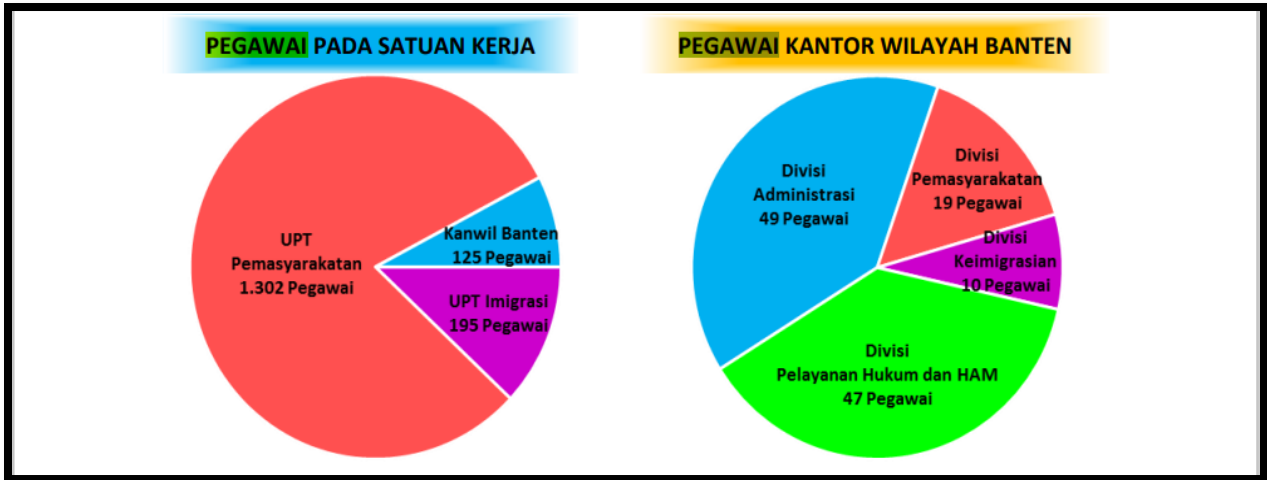 PEGAWAI PADA SATUAN KERJA
UPT
Pemasyarakatan
1.302 Pegawai
Kanwil Banten
125 Pegawai
UPT Imigrasi
195 Pegawai
PEGAWAI KANTOR WILAYAH BANTEN
Divisi
Administrasi
49 Pegawai
Divisi
Pemasyarakatan
19 Pegawai
Divisi
Keimigrasian
10 Pegawai
Divisi
Pelayanan Hukum dan HAM
47 Pegawai